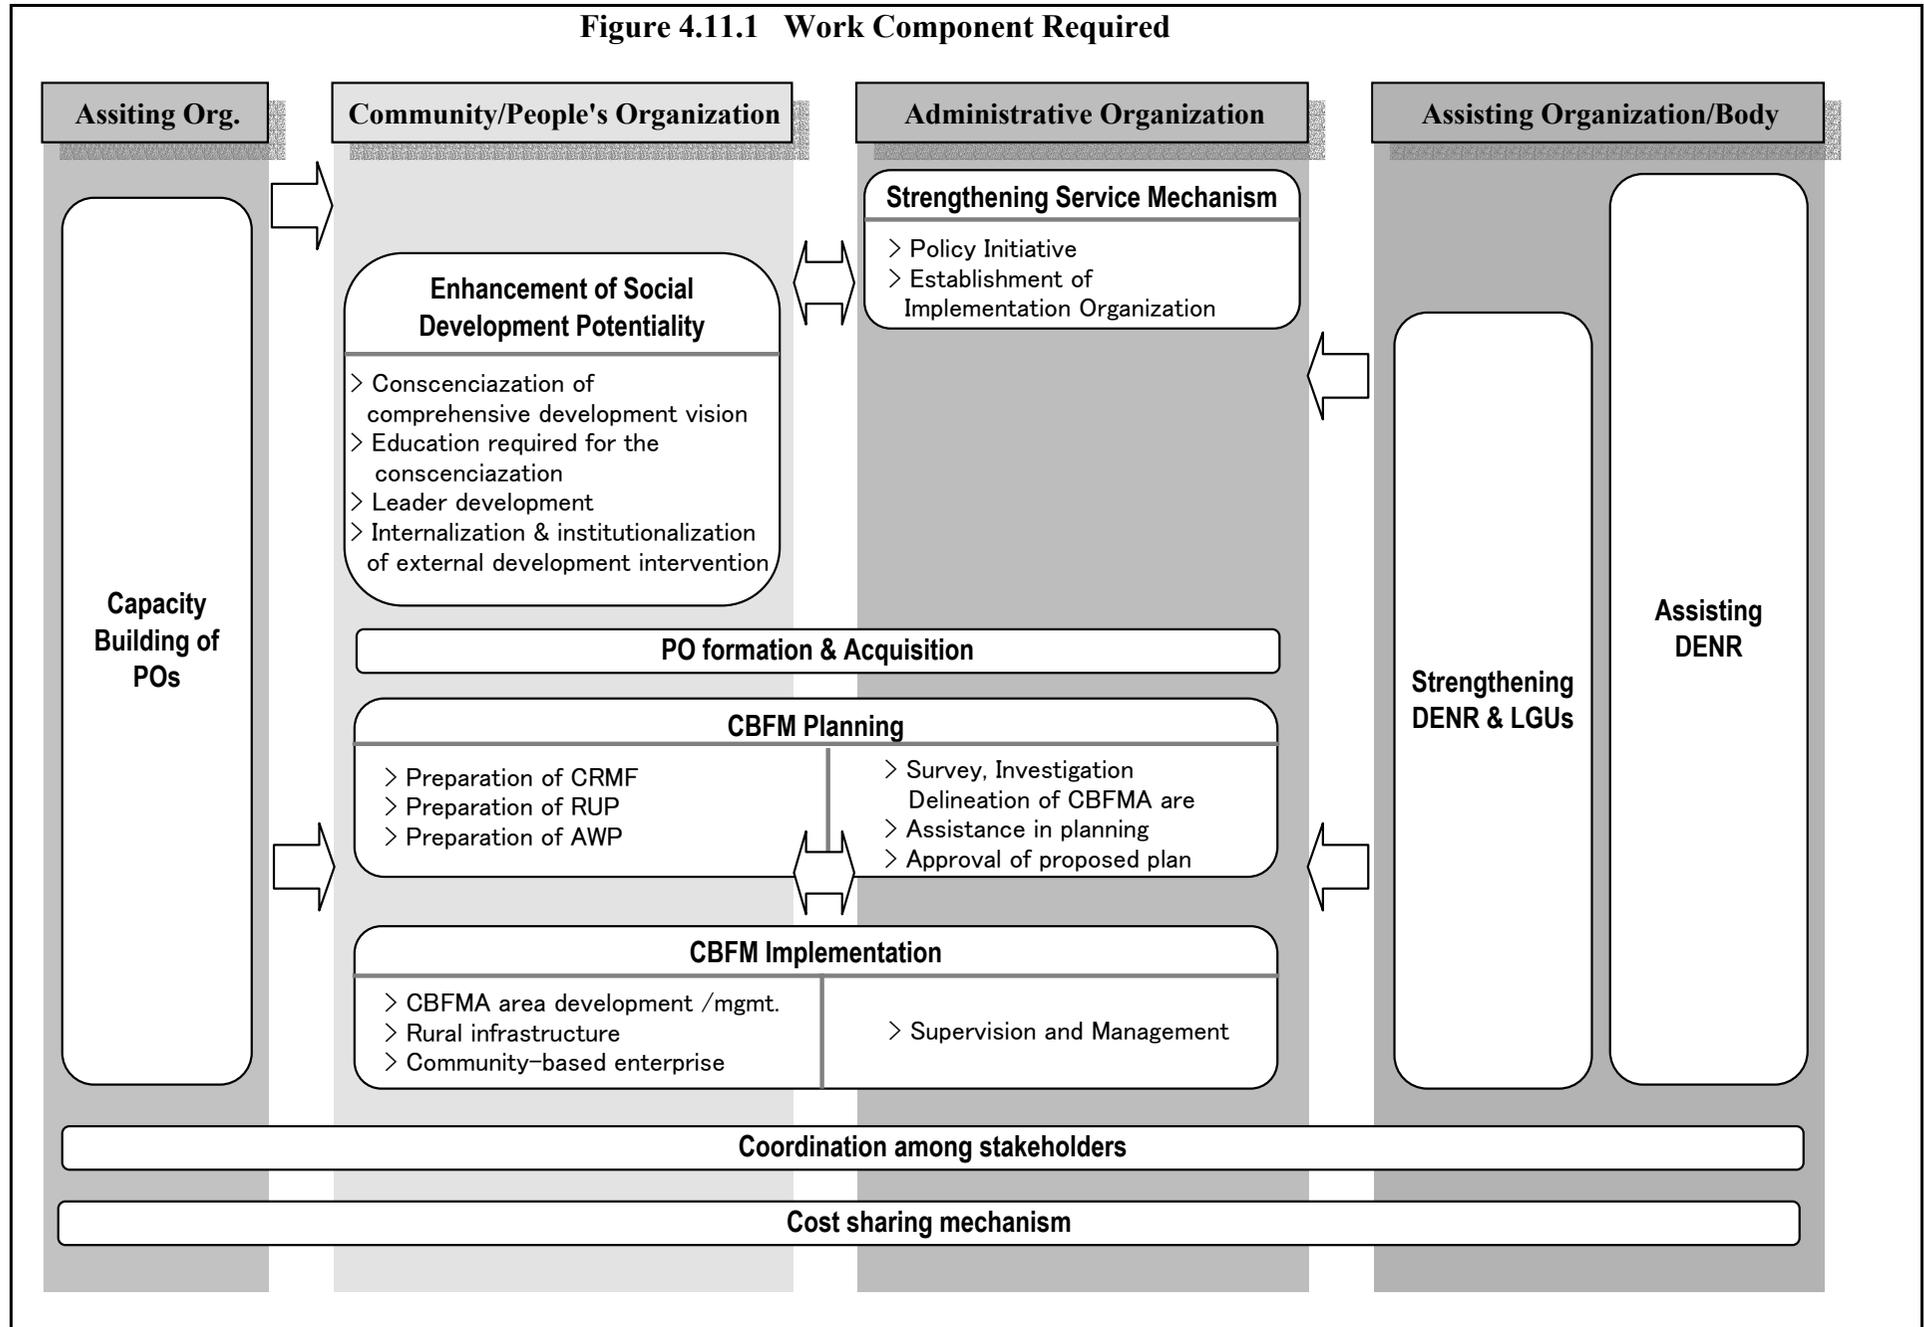 Figure 4.11.1 Work Component Required
Assiting Org.
Community/People's Organization
Administrative Organization
Assisting Organization/Body
Capacity
Building of
POs
Enhancement of Social
Development Potentiality
> Conscenciazation of
comprehensive development vision
> Education required for the
conscenciazation
> Leader development
> Internalization & institutionalization
of external development intervention
Strengthening Service Mechanism
> Policy Initiative
> Establishment of
Implementation Organization
PO formation & Acquisition
CBFM Planning
> Preparation of CRMF
> Preparation of RUP
> Preparation of AWP
> Survey, Investigation
Delineation of CBFMA are
> Assistance in planning
> Approval of proposed plan
CBFM Implementation
> CBFMA area development /mgmt.
> Rural infrastructure
> Community-based enterprise
> Supervision and Management
Strengthening
DENR & LGUs
Assisting
DENR
Coordination among stakeholders
Cost sharing mechanism